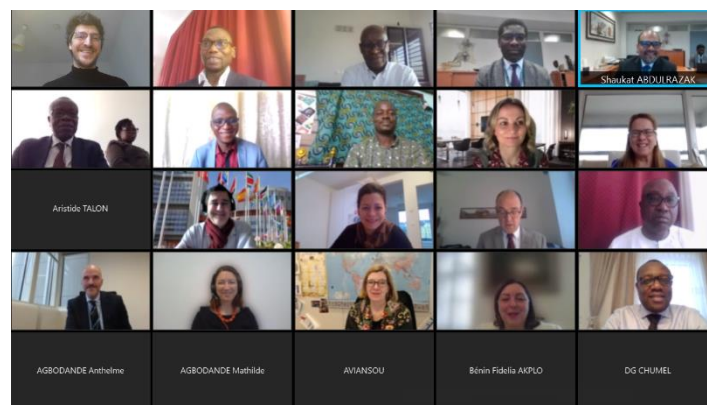 Shaukat ABDULRAZAK
Aristide TALON
AGBODANDE Anthelme
AGBODANDE Mathilde
AVIANSOU
Bénin Fidelia AKPLO
DG CHUMEL